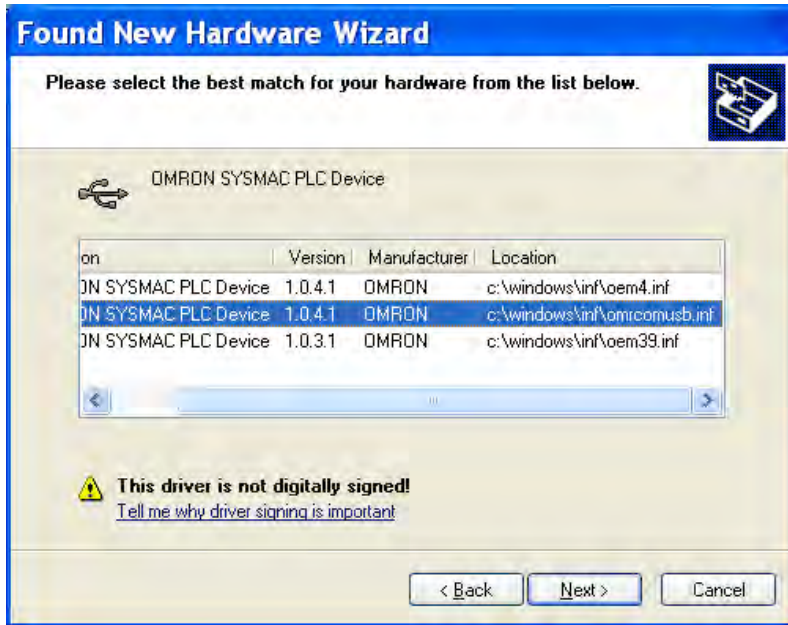 Found New Hardware Wizard
Please select the best match for your hardware from the list below.
OMRON SYSMAC PLC Device
on Version Manufacturer Location
ON SYSMAC PLC Device 1.0.4.1 OMRON c:\windows\inf\oem4.inf
ON SYSMAC PLC Device 1.0.4.1 OMRON c:\windows\inf\omrcomusb.inf
ON SYSMAC PLC Device 1.0.3.1 OMRON c:\windows\inf\oem39.inf
This driver is not digitally signed!
Tell me why driver signing is important
< Back Next > Cancel